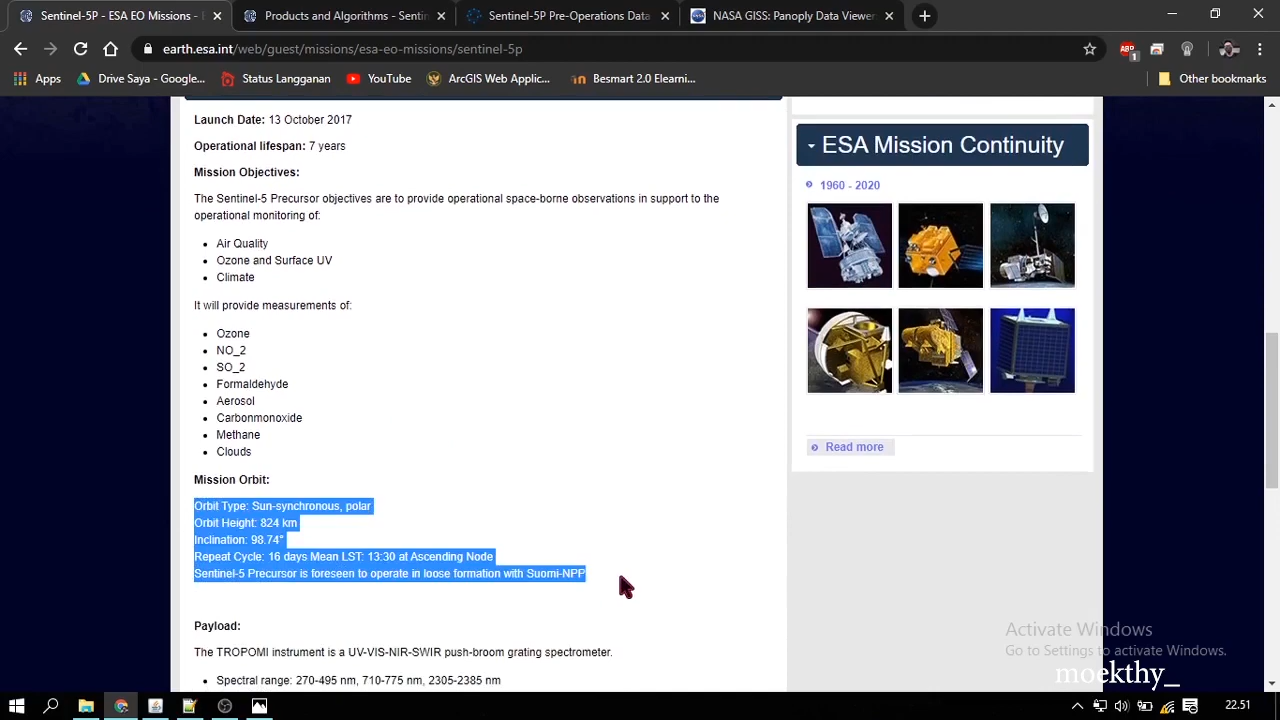 Sentinel-5P - ESA EO Missions -
Products and Algorithms - Senti
Sentinel-5P Pre-Operations Data
NASA GISS: Panoply Data Viewer
earth.esa.int/web/guest/missions/esa-eo-missions/sentinel-5p
Apps
Drive Saya - Google...
Status Langganan
YouTube
ArcGIS Web Applic...
Besmart 2.0 Elearni...
Other bookmarks
Launch Date: 13 October 2017
Operational lifespan: 7 years
Mission Objectives:
The Sentinel-5 Precursor objectives are to provide operational space-borne observations in support to the
operational monitoring of:
Air Quality
Ozone and Surface UV
Climate
It will provide measurements of:
Ozone
NO_2
SO_2
Formaldehyde
Aerosol
Carbonmonoxide
Methane
Clouds
Mission Orbit:
Orbit Type: Sun-synchronous, polar
Orbit Height: 824 km
Inclination: 98.74°
Repeat Cycle: 16 days Mean LST: 13:30 at Ascending Node
Sentinel-5 Precursor is foreseen to operate in loose formation with Suomi-NPP
Payload:
The TROPOMI instrument is a UV-VIS-NIR-SWIR push-broom grating spectrometer.
Spectral range: 270-495 nm, 710-775 nm, 2305-2385 nm
ESA Mission Continuity
1960 - 2020
Read more
Activate Windows
Go to Settings to activate Windows.
moekthy_
22.51